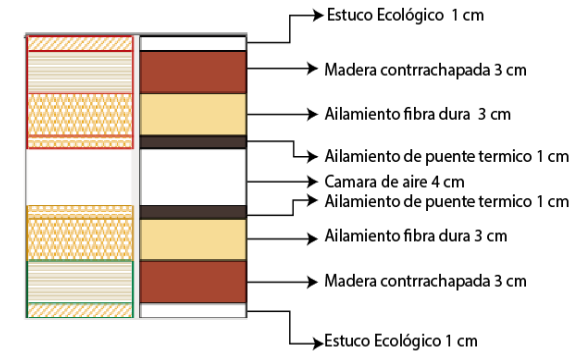 Estuco Ecológico 1 cm
Madera contrrachapada 3 cm
Ailamiento fibra dura 3 cm
Ailamiento de puente termico 1 cm
Camara de aire 4 cm
Ailamiento de puente termico 1 cm
Ailamiento fibra dura 3 cm
Madera contrrachapada 3 cm
Estuco Ecológico 1 cm